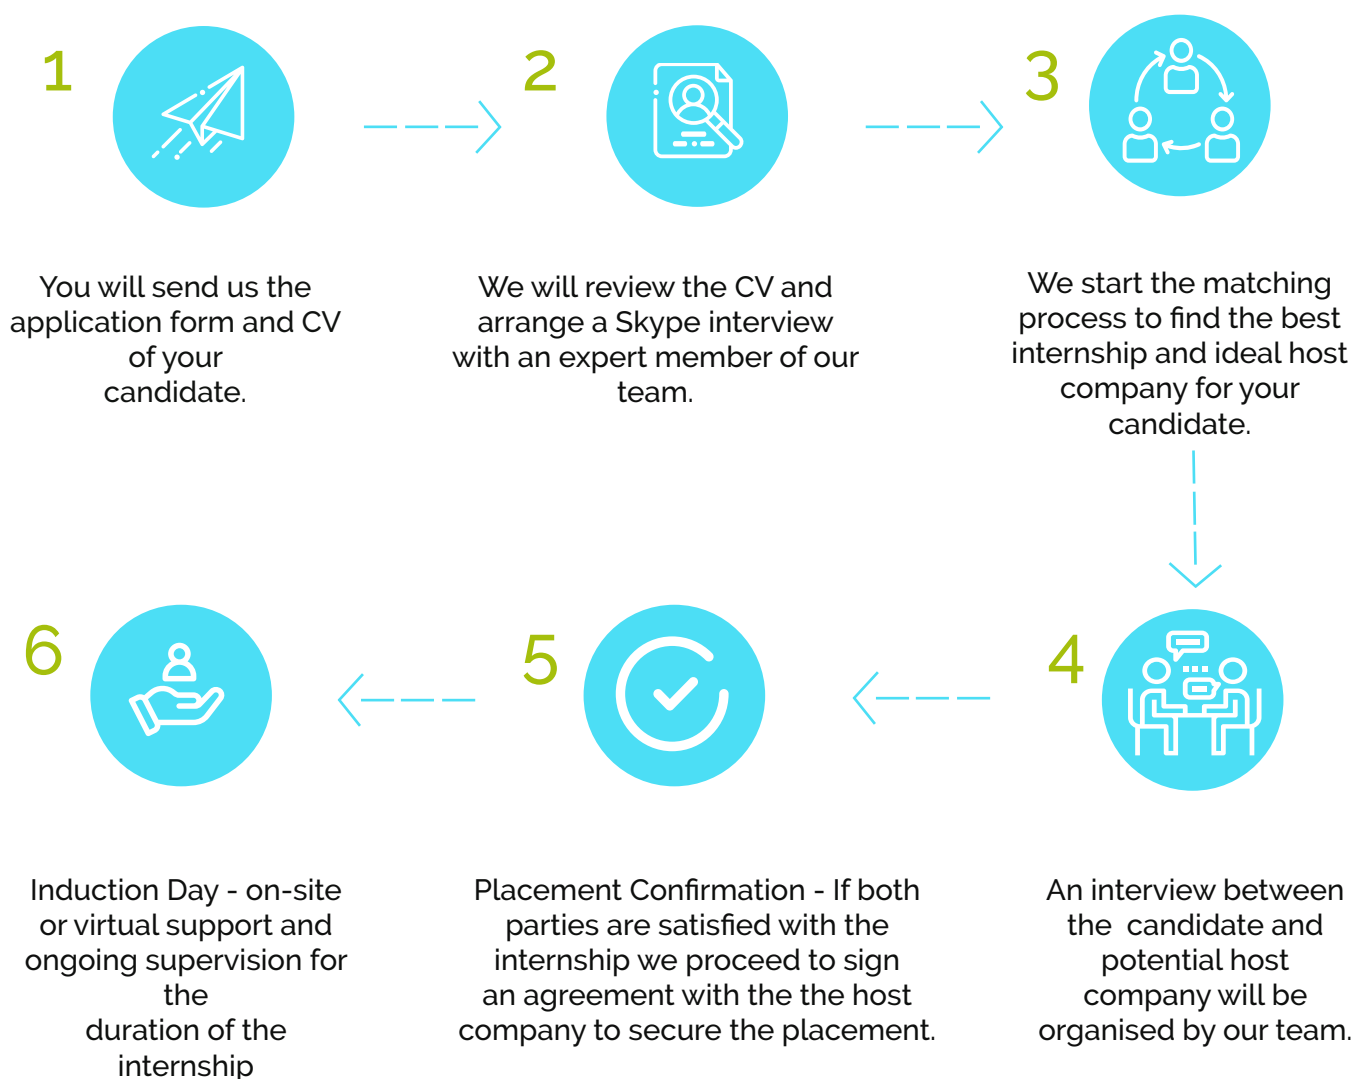 1
You will send us the
application form and CV
of your
candidate.
2
We will review the CV and
arrange a Skype interview
with an expert member of our
team.
3
We start the matching
process to find the best
internship and ideal host
company for your
candidate.
4
An interview between
the  candidate and
potential host
company will be
organised by our team.
5
Placement Confirmation - If both
parties are satisfied with the
internship we proceed to sign
an agreement with the the host
company to secure the placement.
6
Induction Day - on-site
or virtual support and
ongoing supervision for
the
duration of the
internship